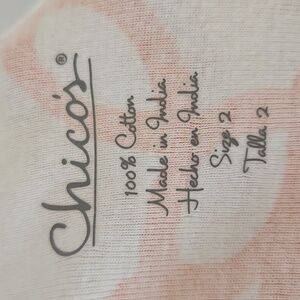 Chico's®
100% Cotton
Made in India
Hecho en India
Size 2
Talla 2